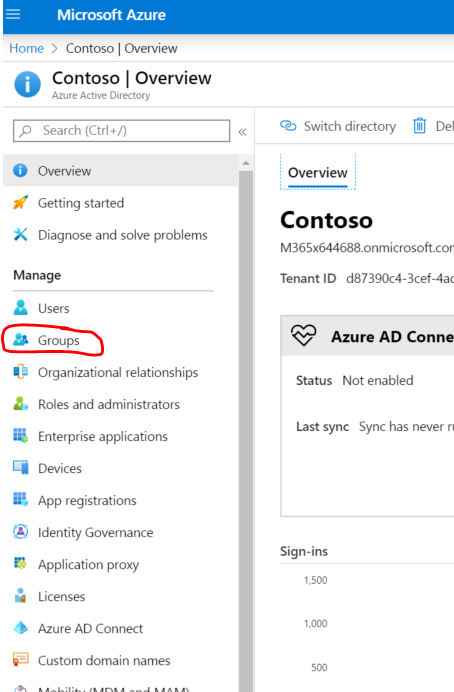 Microsoft Azure
Home > Contoso | Overview
Contoso | Overview
Azure Active Directory
Search (Ctrl+/)
«
Switch directory
Overview
Getting started
Diagnose and solve problems
Manage
Users
Groups
Organizational relationships
Roles and administrators
Enterprise applications
Devices
App registrations
Identity Governance
Application proxy
Licenses
Azure AD Connect
Custom domain names
Mobility (MDM and MAM)
Overview
Contoso
M365x644688.onmicrosoft.com
Tenant ID d87390c4-3cef-4ac
Azure AD Conne
Status Not enabled
Last sync Sync has never
Sign-ins
1,500
1,000
500